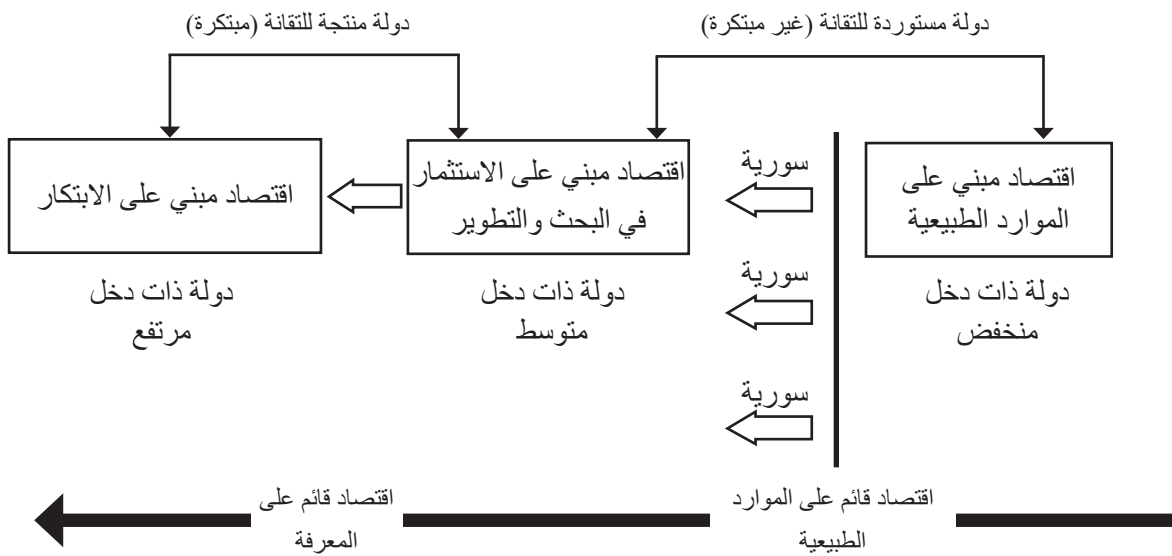 دولة مستوردة للتقانة (غير مبتكرة)
دولة منتجة للتقانة (مبتكرة)
اقتصاد مبني على
الموارد الطبيعية
دولة ذات دخل
منخفض
سورية
سورية
سورية
اقتصاد مبني على الاستثمار
في البحث والتطوير
دولة ذات دخل
متوسط
اقتصاد مبني على الابتكار
دولة ذات دخل
مرتفع
اقتصاد قائم على الموارد
الطبيعية
اقتصاد قائم على
المعرفة